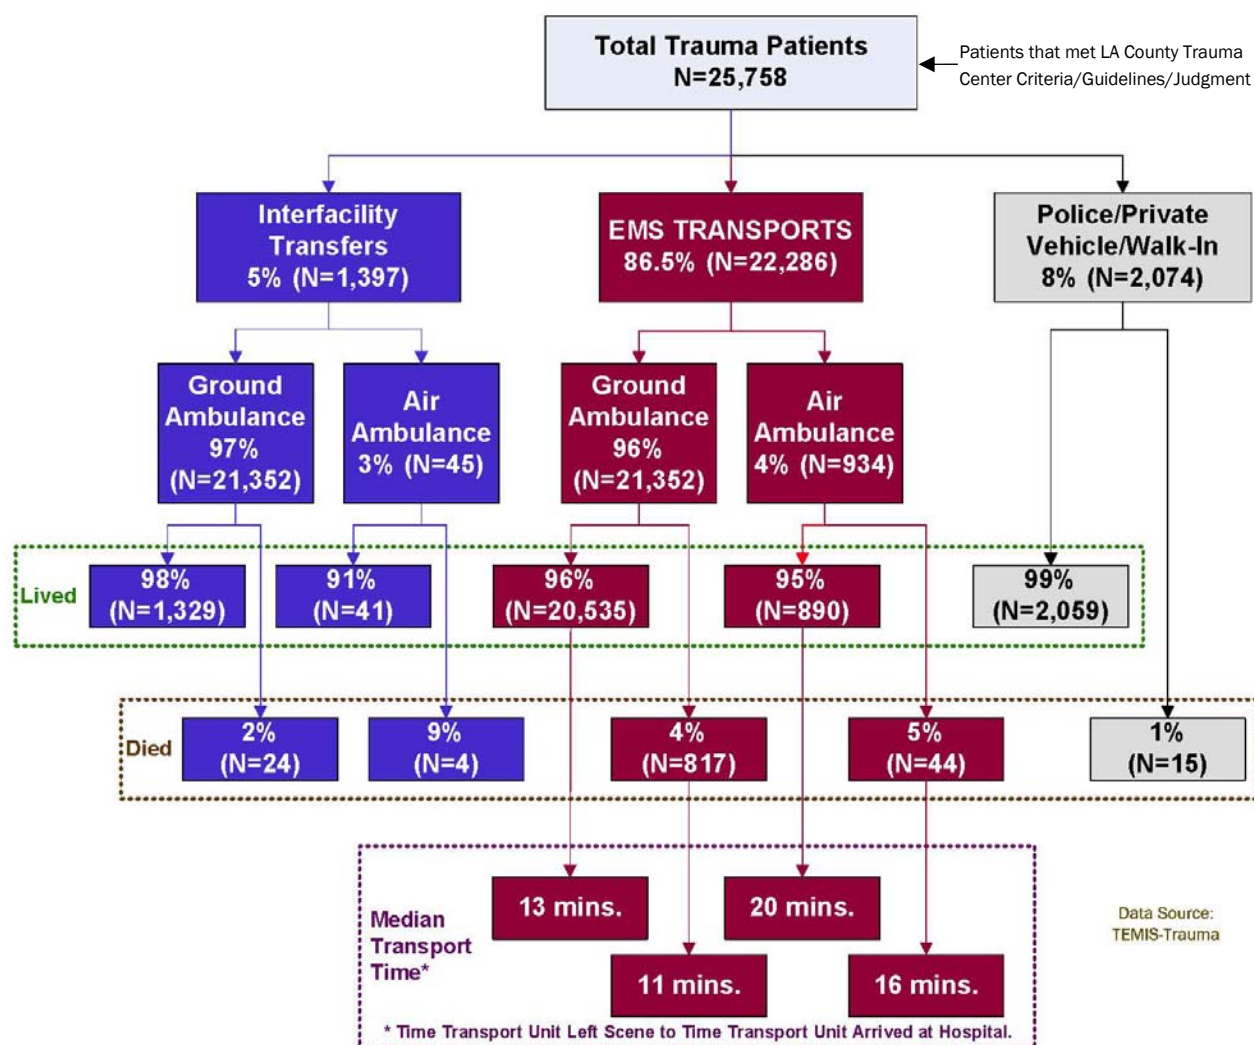 Total Trauma Patients
N=25,758
Patients that met LA County Trauma
Center Criteria/Guidelines/Judgment
Interfacility
Transfers
5% (N=1,397)
EMS TRANSPORTS
86.5% (N=22,286)
Police/Private
Vehicle/Walk-In
8% (N=2,074)
Ground
Ambulance
97%
(N=21,352)
Air
Ambulance
3% (N=45)
Ground
Ambulance
96%
(N=21,352)
Air
Ambulance
4% (N=934)
Lived
98%
(N=1,329)
91%
(N=41)
96%
(N=20,535)
95%
(N=890)
99%
(N=2,059)
Died
2%
(N=24)
9%
(N=4)
4%
(N=817)
5%
(N=44)
1%
(N=15)
Median
Transport
Time*
13 mins.
20 mins.
11 mins.
16 mins.
* Time Transport Unit Left Scene to Time Transport Unit Arrived at Hospital.
Data Source:
TEMIS-Trauma